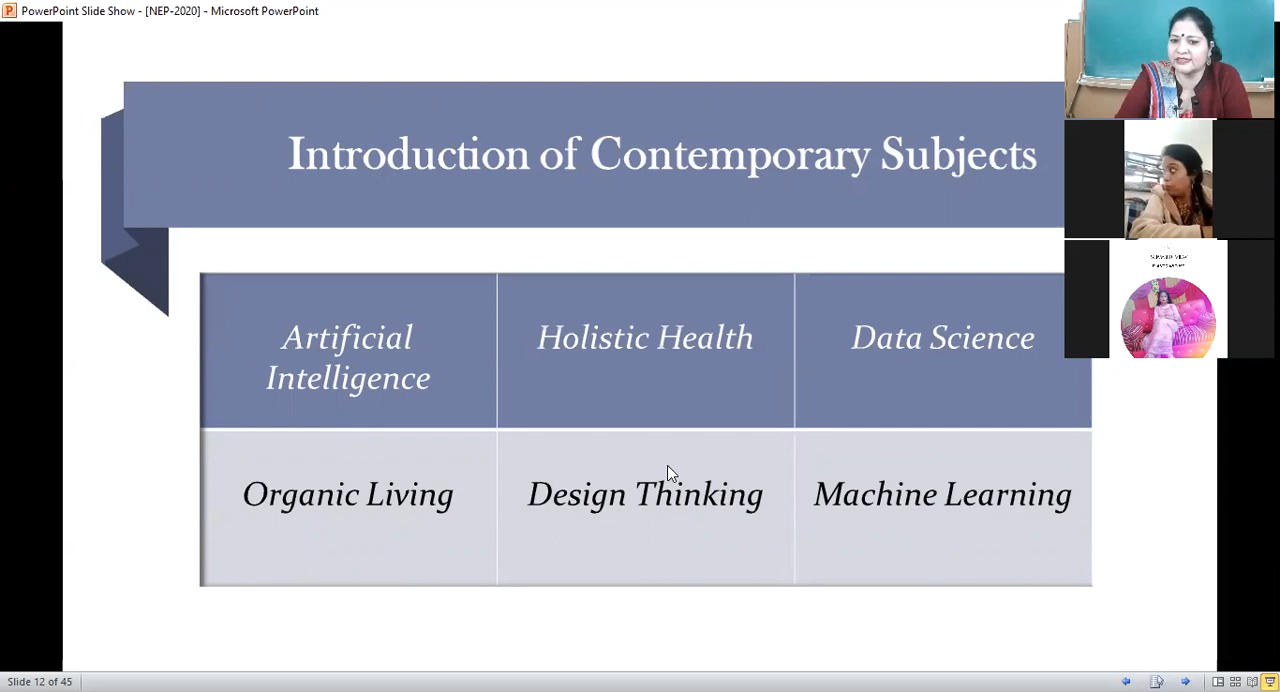 PowerPoint Slide Show - [NEP-2020] - Microsoft PowerPoint
Introduction of Contemporary Subjects
Artificial
Intelligence
Holistic Health
Data Science
Organic Living
Design Thinking
Machine Learning
Slide 12 of 45